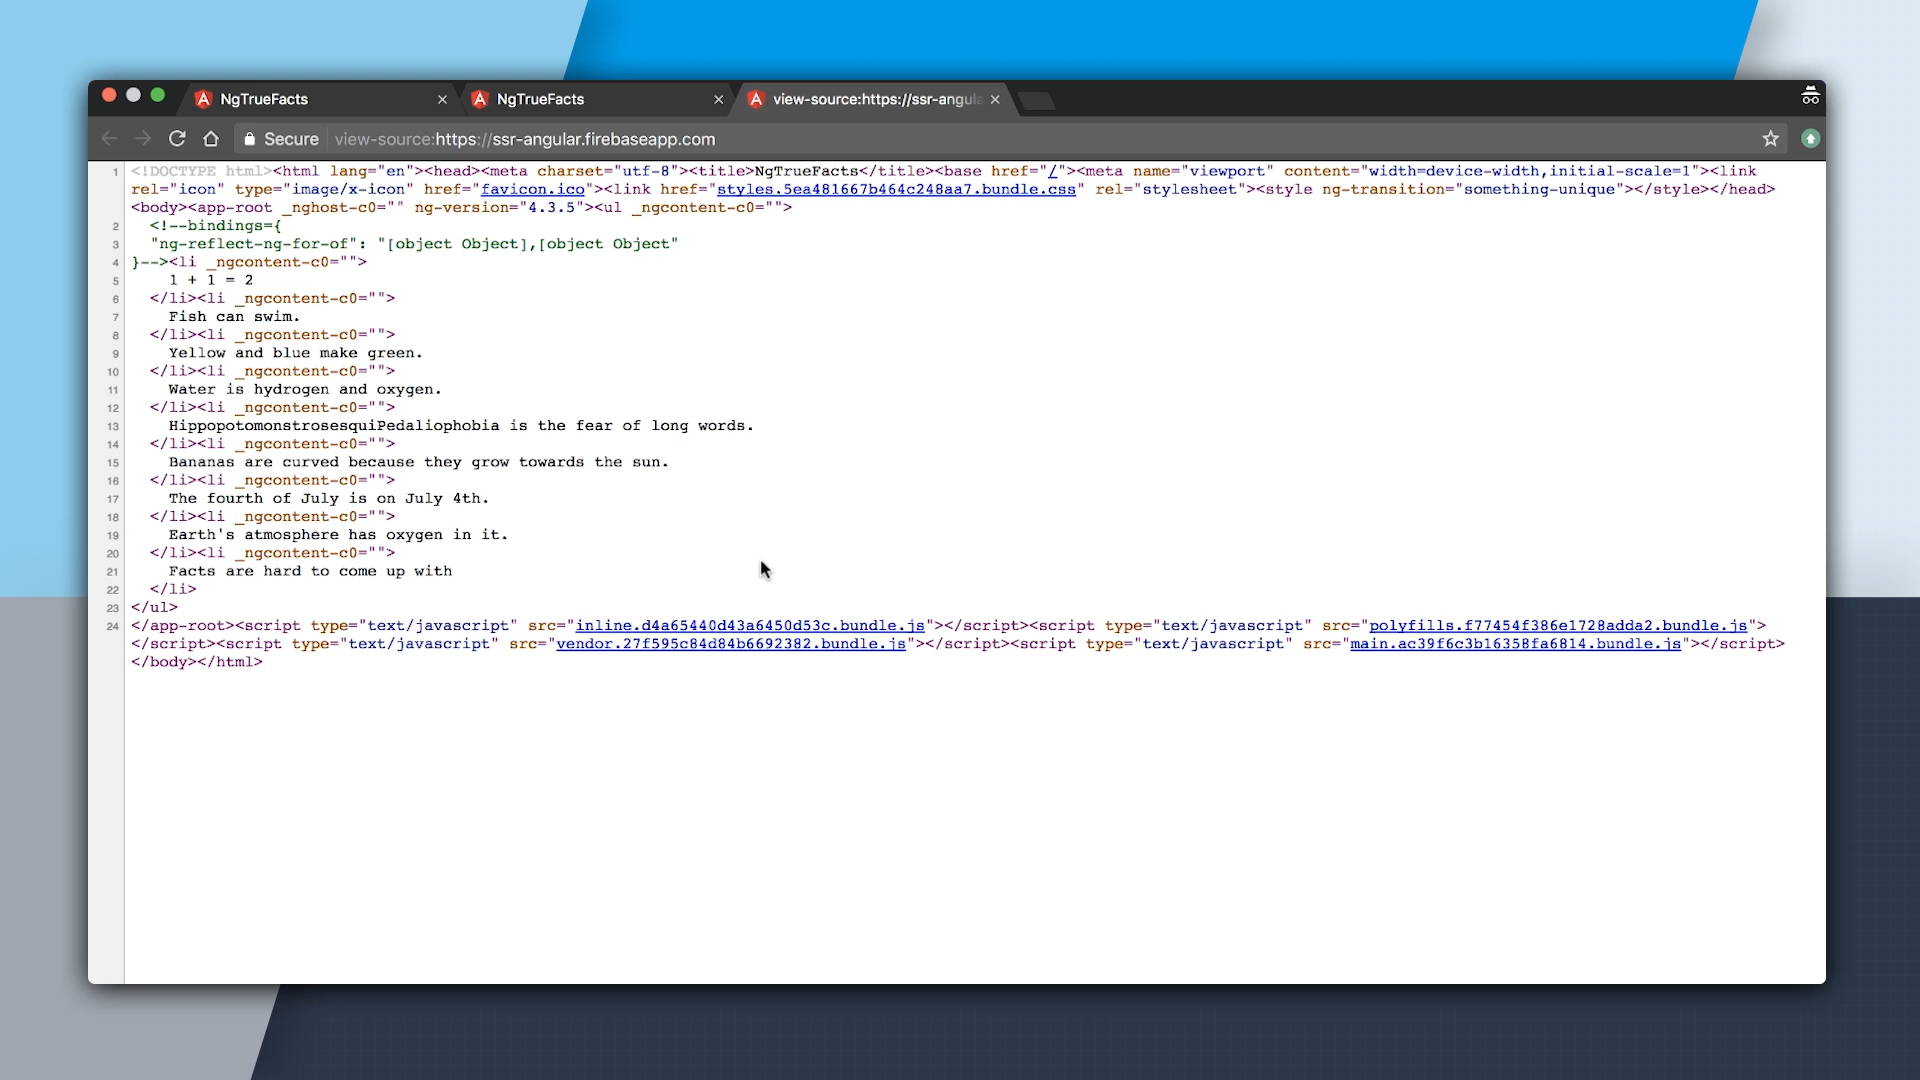 NgTrueFacts
NgTrueFacts
view-source:https://ssr-angula
Secure view-source:https://ssr-angular.firebaseapp.com
1 <!DOCTYPE html><html lang="en"><head><meta charset="utf-8"><title>NgTrueFacts</title><base href="/"><meta name="viewport" content="width=device-width,initial-scale=1"><link
rel="icon" type="image/x-icon" href="favicon.ico"><link href="styles.5ea481667b464c248aa7.bundle.css" rel="stylesheet"><style ng-transition="something-unique"></style></head>
<body><app-root _nghost-c0="" ng-version="4.3.5"><ul _ngcontent-c0="">
2 <!--bindings={
3 "ng-reflect-ng-for-of": "[object Object],[object Object"
4 }--><li _ngcontent-c0="">
5 1 + 1 = 2
6 </li><li _ngcontent-c0="">
7 Fish can swim.
8 </li><li _ngcontent-c0="">
9 Yellow and blue make green.
10 </li><li _ngcontent-c0="">
11 Water is hydrogen and oxygen.
12 </li><li _ngcontent-c0="">
13 HippopotomonstrosesquiPedaliophobia is the fear of long words.
14 </li><li _ngcontent-c0="">
15 Bananas are curved because they grow towards the sun.
16 </li><li _ngcontent-c0="">
17 The fourth of July is on July 4th.
18 </li><li _ngcontent-c0="">
19 Earth's atmosphere has oxygen in it.
20 </li><li _ngcontent-c0="">
21 Facts are hard to come up with
22 </li>
23 </ul>
24 </app-root><script type="text/javascript" src="inline.d4a65440d43a6450d53c.bundle.js"></script><script type="text/javascript" src="polyfills.f77454f386e1728adda2.bundle.js">
</script><script type="text/javascript" src="vendor.27f595c84d84b6692382.bundle.js"></script><script type="text/javascript" src="main.ac39f6c3b16358fa6814.bundle.js"></script>
</body></html>